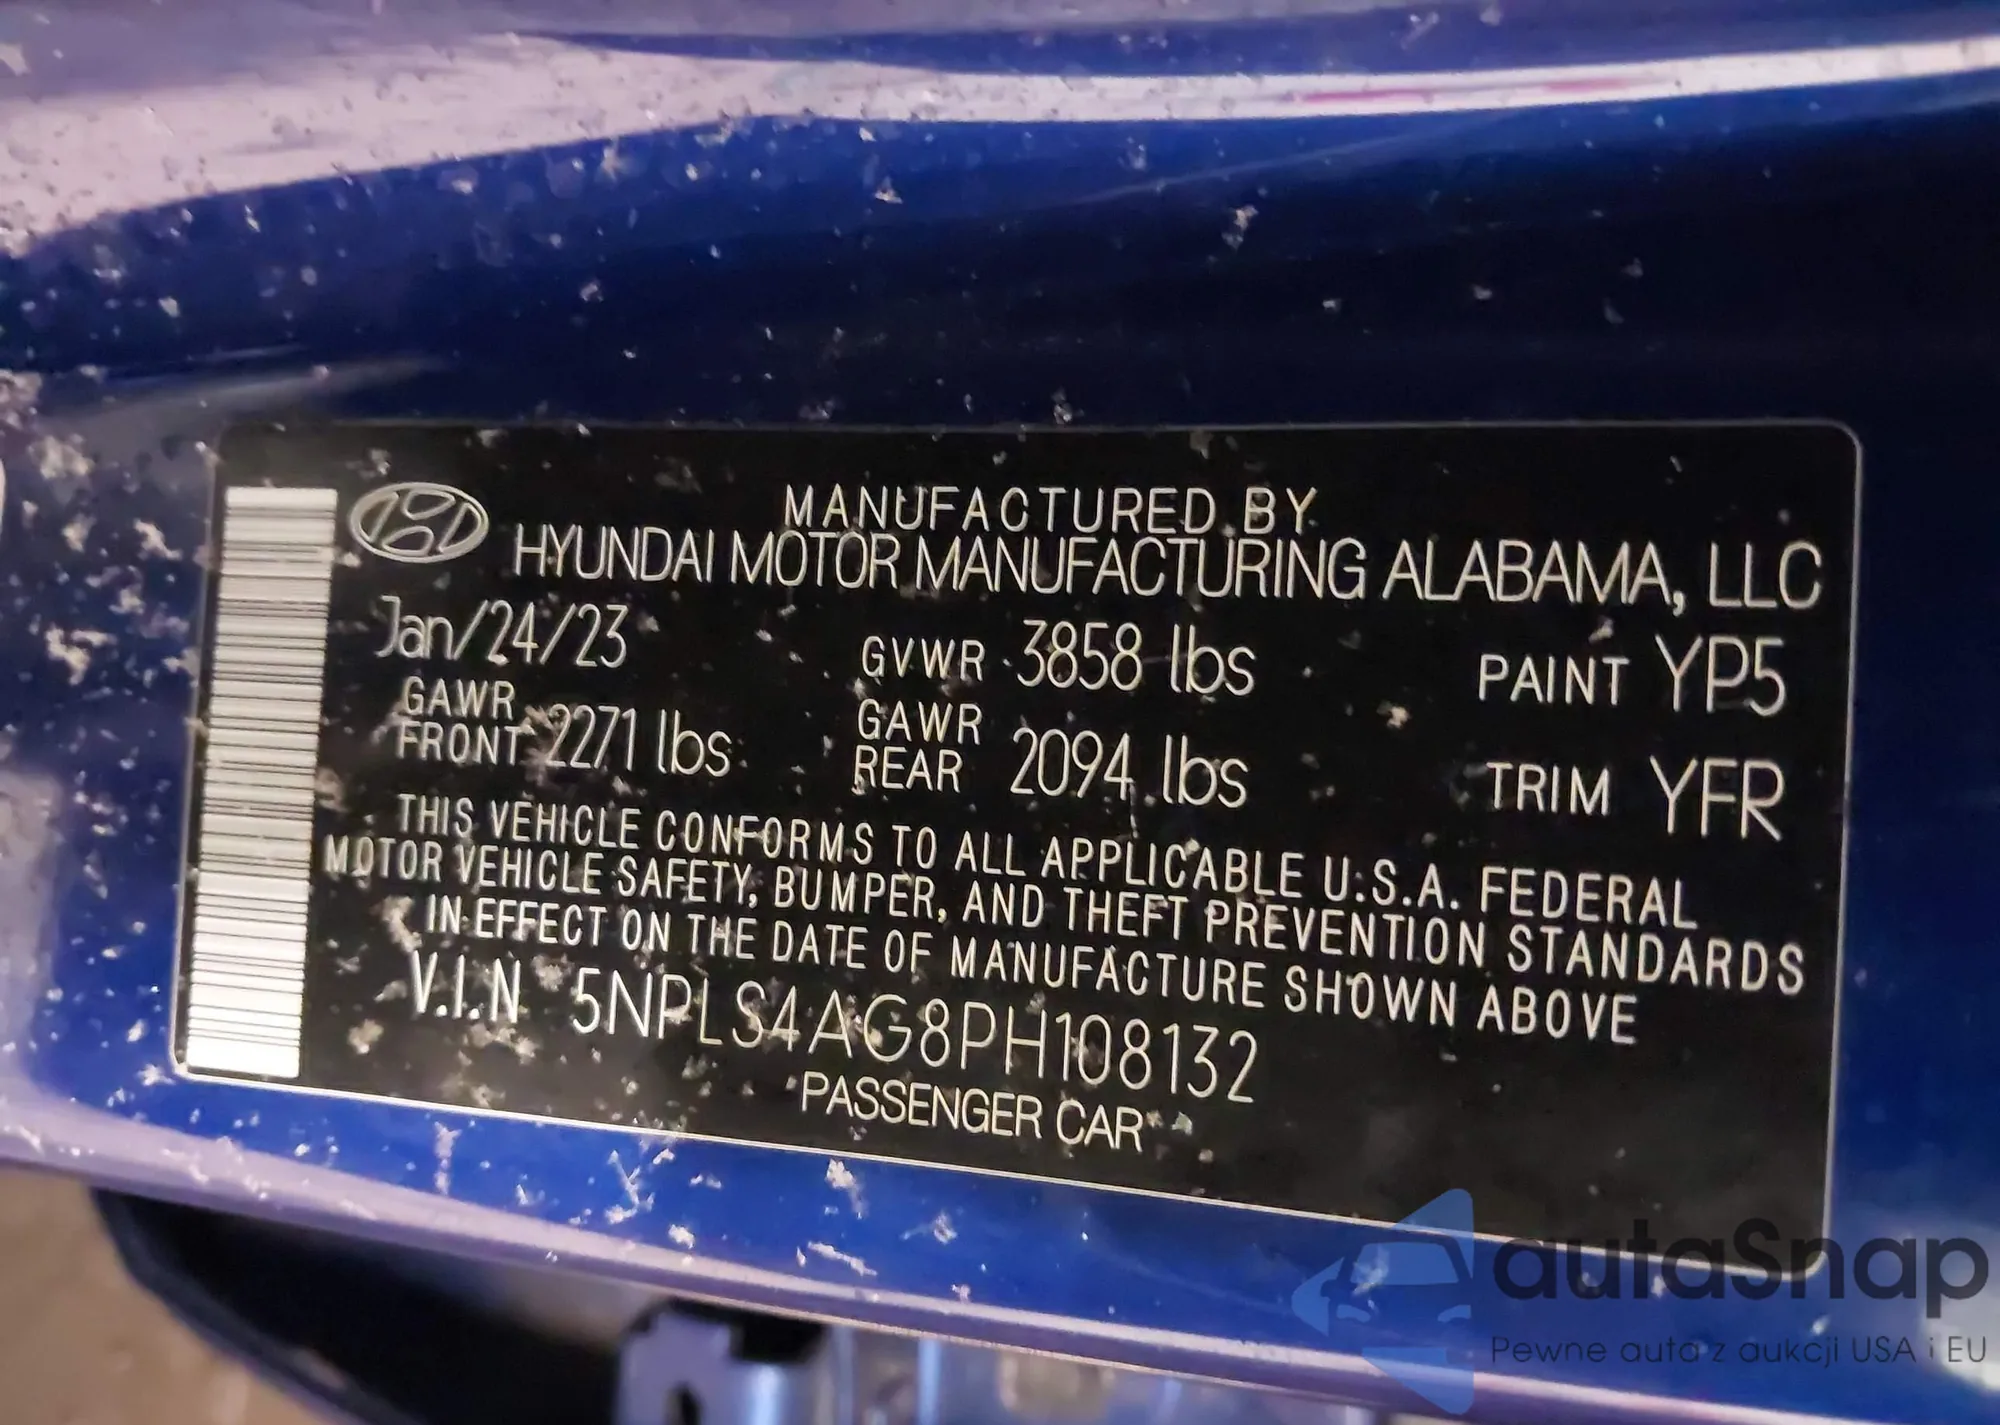 MANUFACTURED BY
HYUNDAI MOTOR MANUFACTURING ALABAMA, LLC
Jan/24/23 GVWR 3858 lbs PAINT YP5
GAWR FRONT 2271 lbs GAWR REAR 2094 lbs TRIM YFR
THIS VEHICLE CONFORMS TO ALL APPLICABLE U.S.A. FEDERAL
MOTOR VEHICLE SAFETY, BUMPER, AND THEFT PREVENTION STANDARDS
IN EFFECT ON THE DATE OF MANUFACTURE SHOWN ABOVE
V.I.N 5NPLS4AG8PH108132
PASSENGER CAR
autaSnap
Pewne auta z aukcji USA i EU